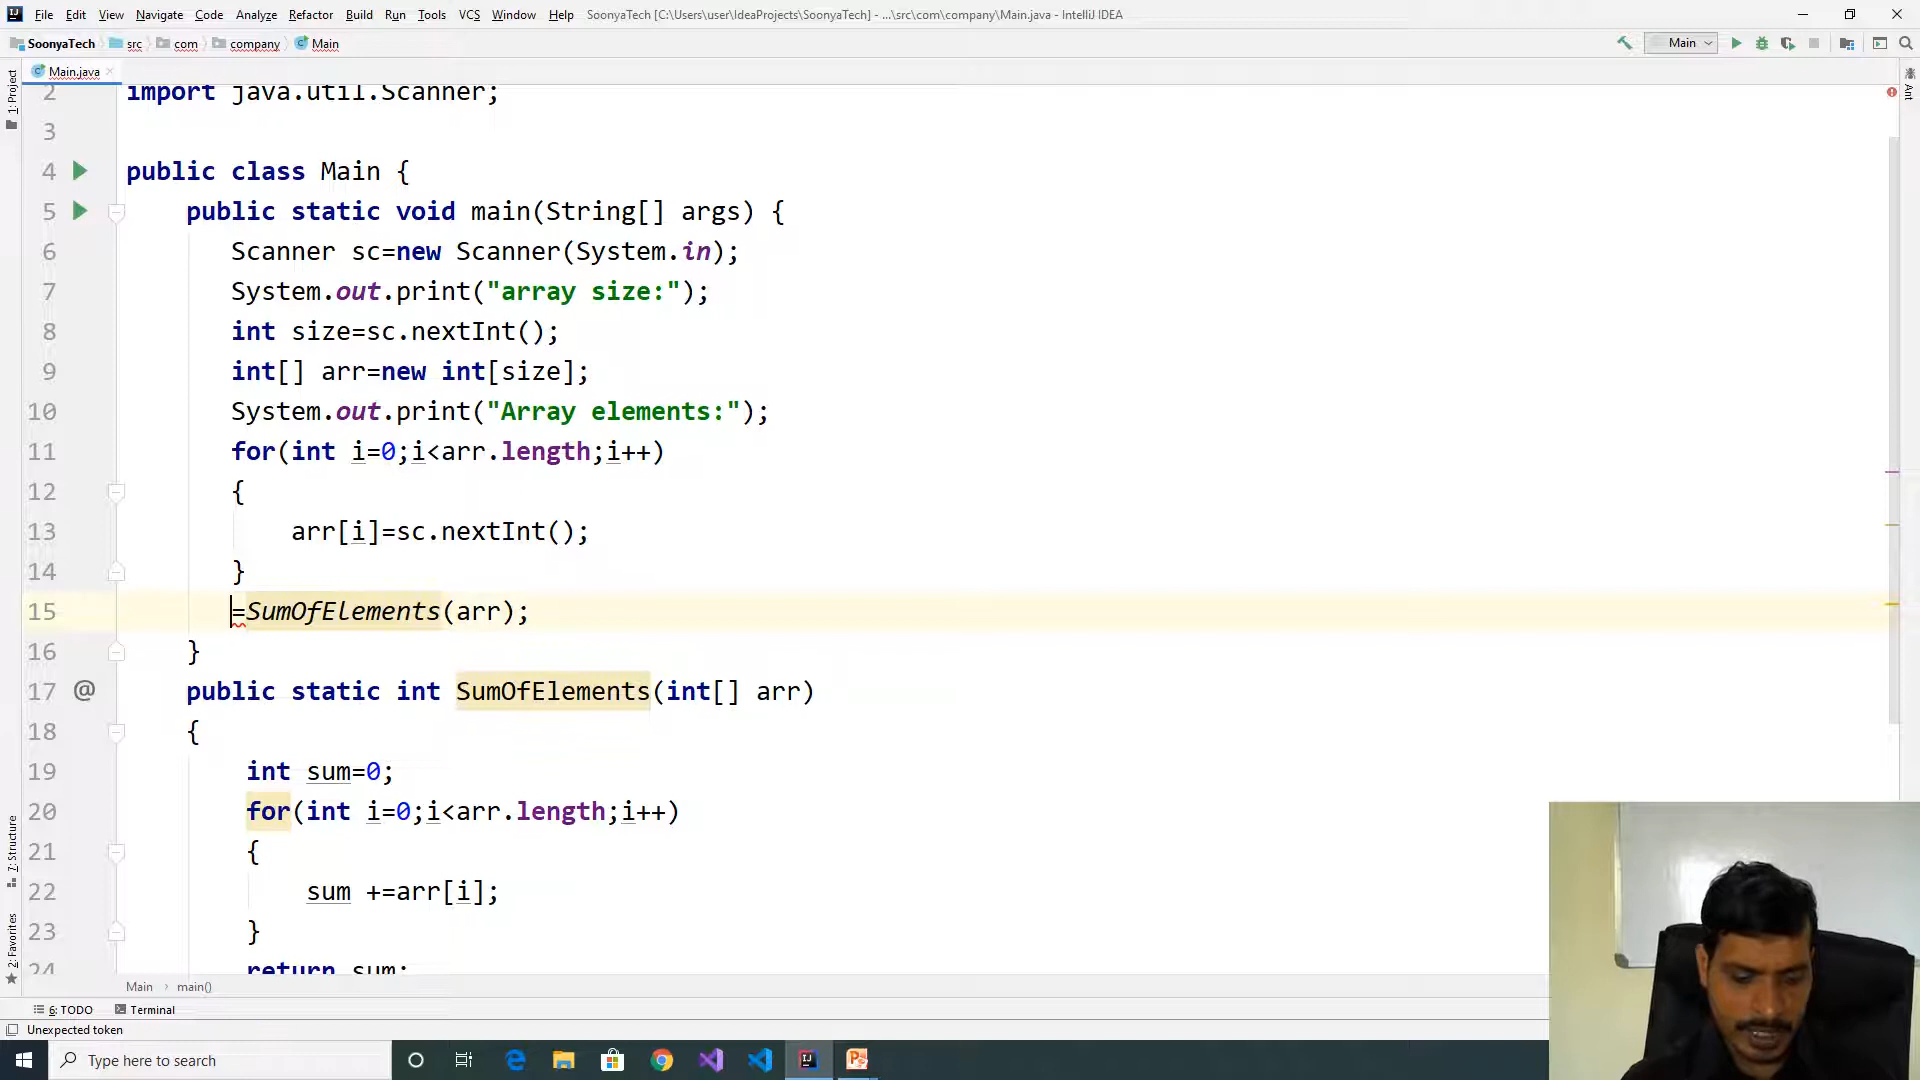 File Edit View Navigate Code Analyze Refactor Build Run Tools VCS Window Help SoonyaTech [C:\Users\user\IdeaProjects\SoonyaTech] - ...\src\com\company\Main.java - IntelliJ IDEA
SoonyaTech src com company Main Main
Main.java
1: Project
Ant
2 import java.util.Scanner;
3
4 public class Main {
5 public static void main(String[] args) {
6 Scanner sc=new Scanner(System.in);
7 System.out.print("array size:");
8 int size=sc.nextInt();
9 int[] arr=new int[size];
10 System.out.print("Array elements:");
11 for(int i=0;i<arr.length;i++)
12 {
13 arr[i]=sc.nextInt();
14 }
15 =SumOfElements(arr);
16 }
17 @ public static int SumOfElements(int[] arr)
18 {
19 int sum=0;
20 for(int i=0;i<arr.length;i++)
21 {
22 sum +=arr[i];
23 }
24 return sum;
7: Structure
2: Favorites
Main › main()
6: TODO Terminal
Unexpected token
Type here to search